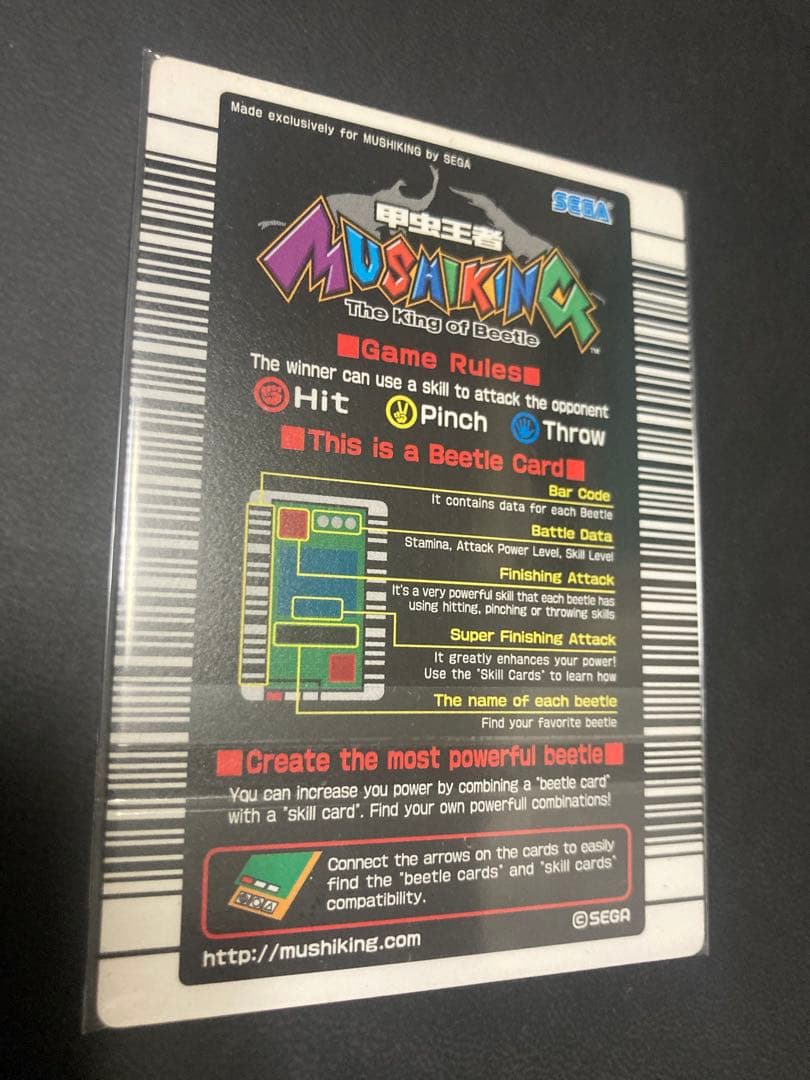 Made exclusively for MUSHIKING by SEGA
SEGA
甲虫王者
MUSHIKING
The King of Beetle
TM
■Game Rules■
The winner can use a skill to attack the opponent
Hit Pinch Throw
■This is a Beetle Card■
Bar Code
It contains data for each Beetle
Battle Data
Stamina, Attack Power Level, Skill Level
Finishing Attack
It's a very powerful skill that each beetle has
using hitting, pinching or throwing skills
Super Finishing Attack
It greatly enhances your power!
Use the "Skill Cards" to learn how
The name of each beetle
Find your favorite beetle
■Create the most powerful beetle■
You can increase you power by combining a "beetle card"
with a "skill card". Find your own powerfull combinations!
Connect the arrows on the cards to easily
find the "beetle cards" and "skill cards"
compatibility.
©SEGA
http://mushiking.com